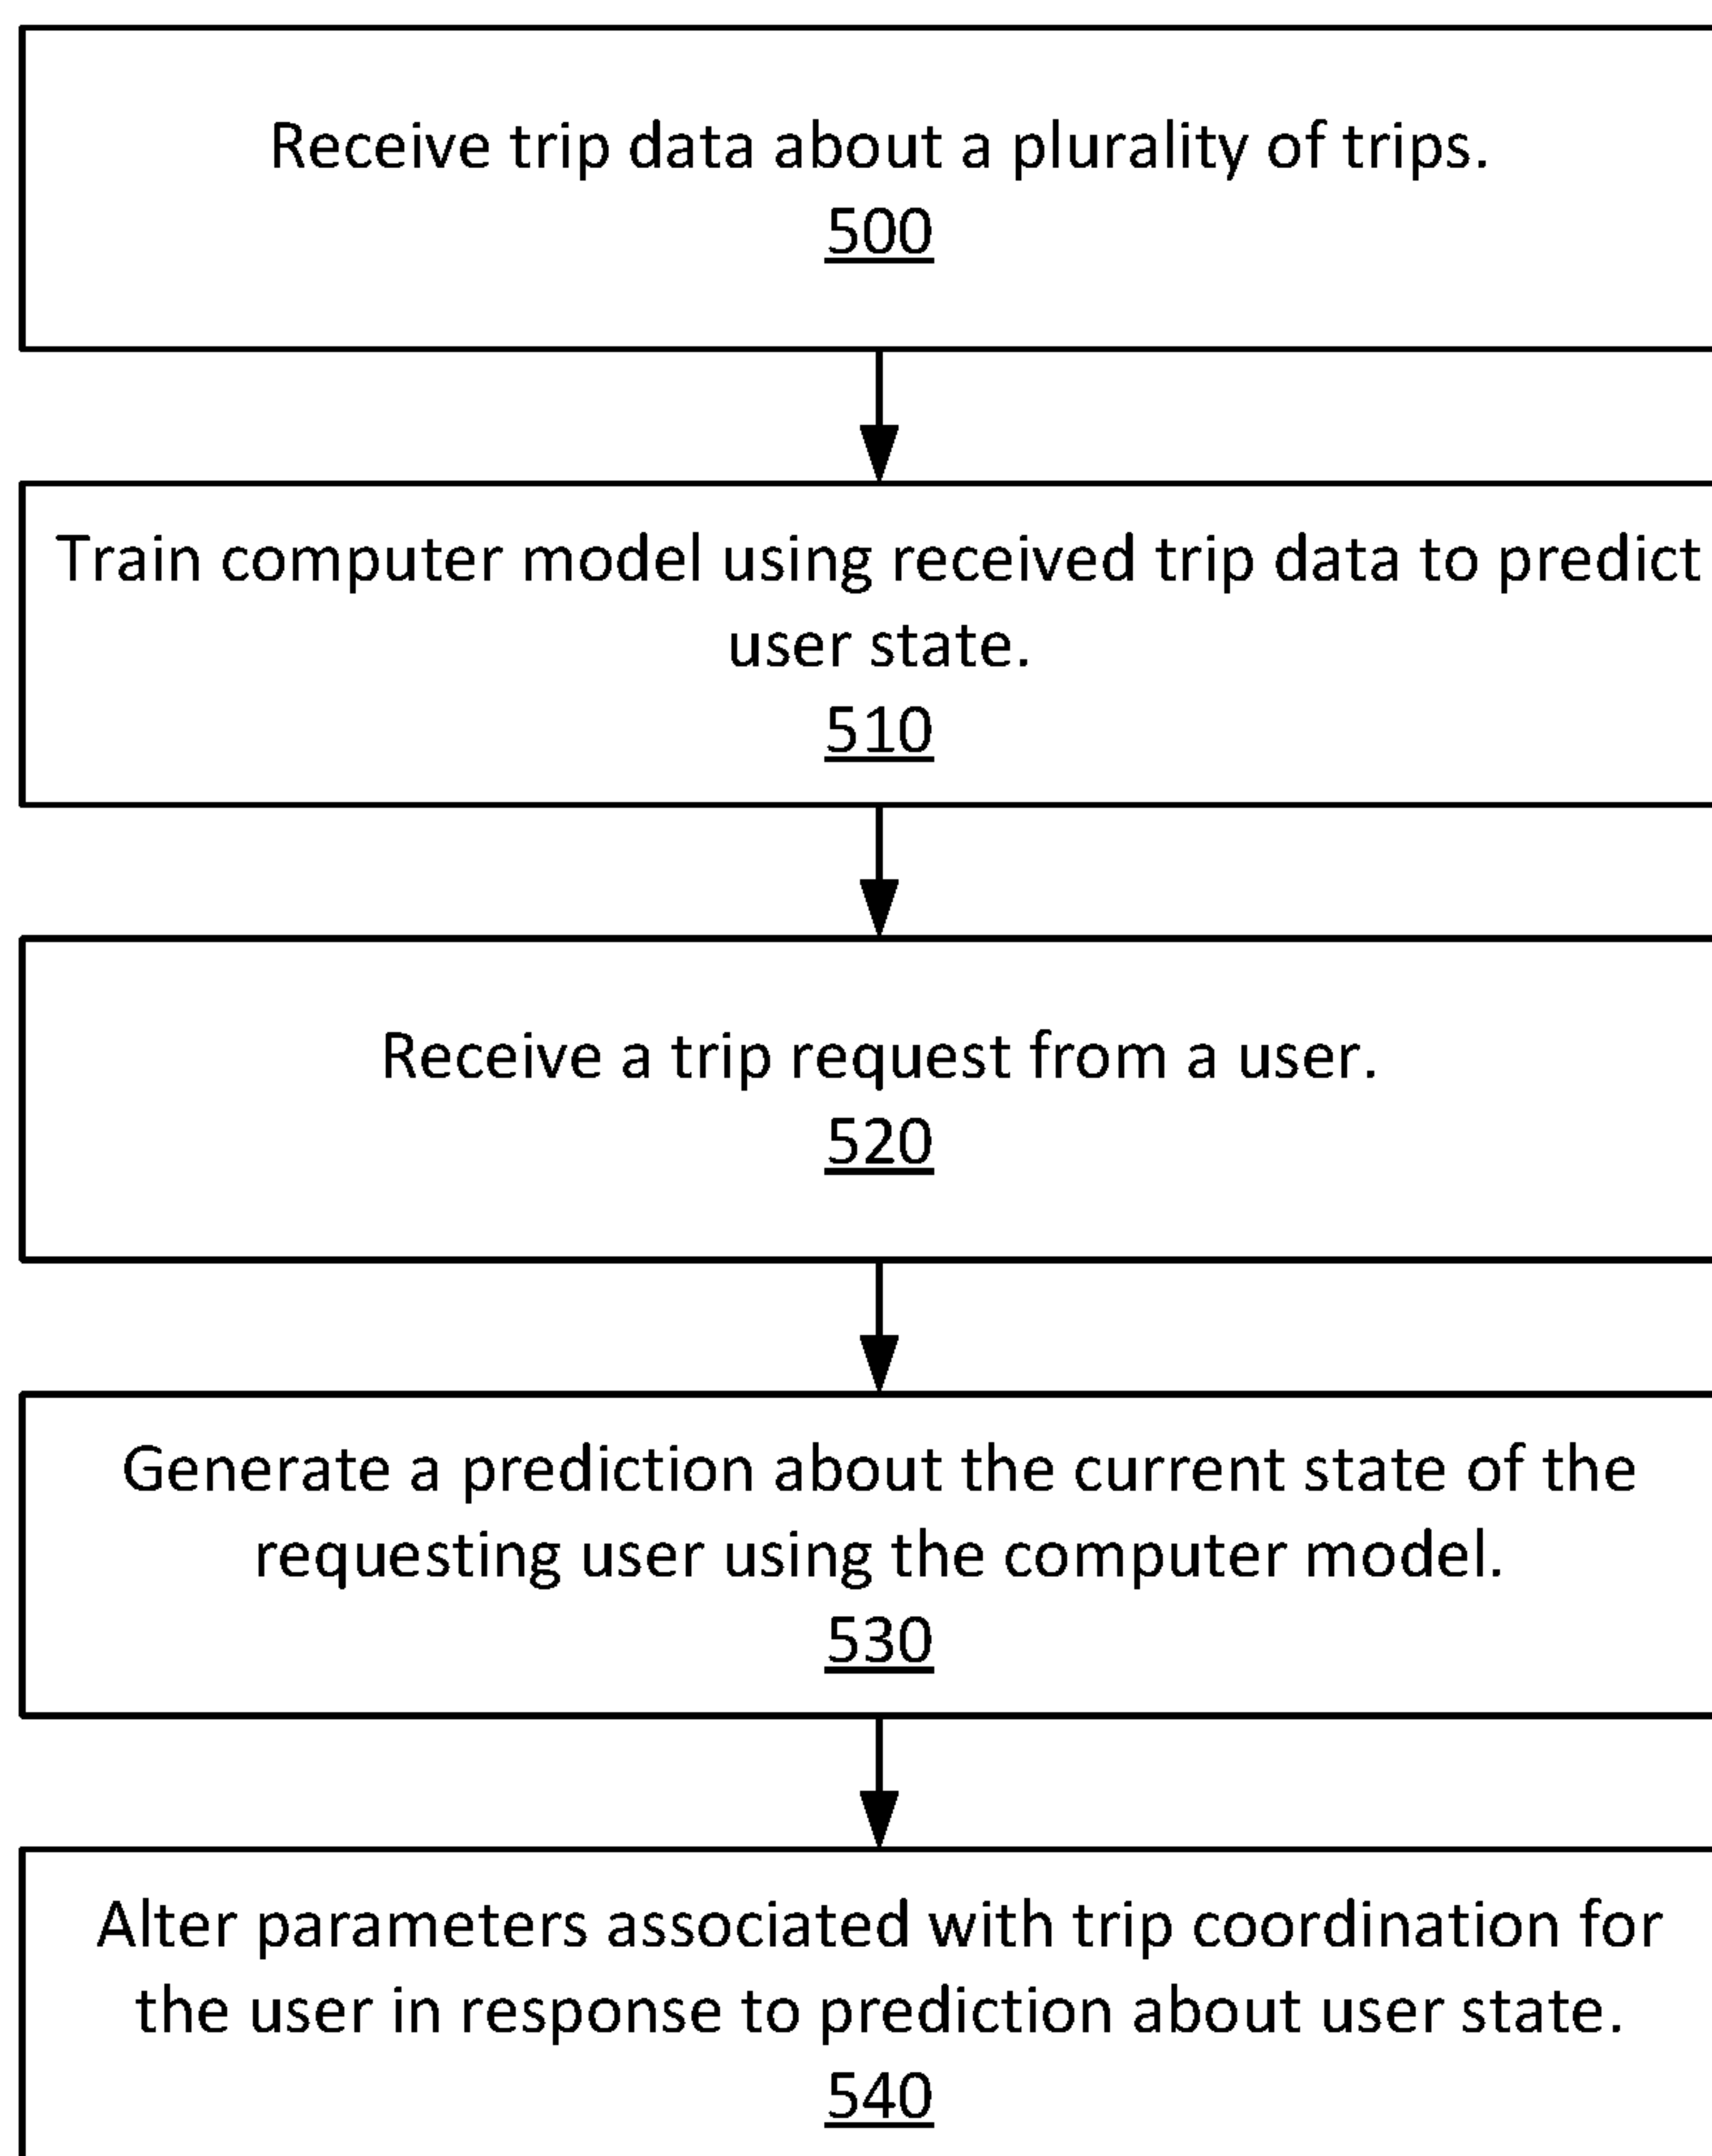 Receive trip data about a plurality of trips.
500
Train computer model using received trip data to predict
user state.
510
Receive a trip request from a user.
520
Generate a prediction about the current state of the
requesting user using the computer model.
530
Alter parameters associated with trip coordination for
the user in response to prediction about user state.
540